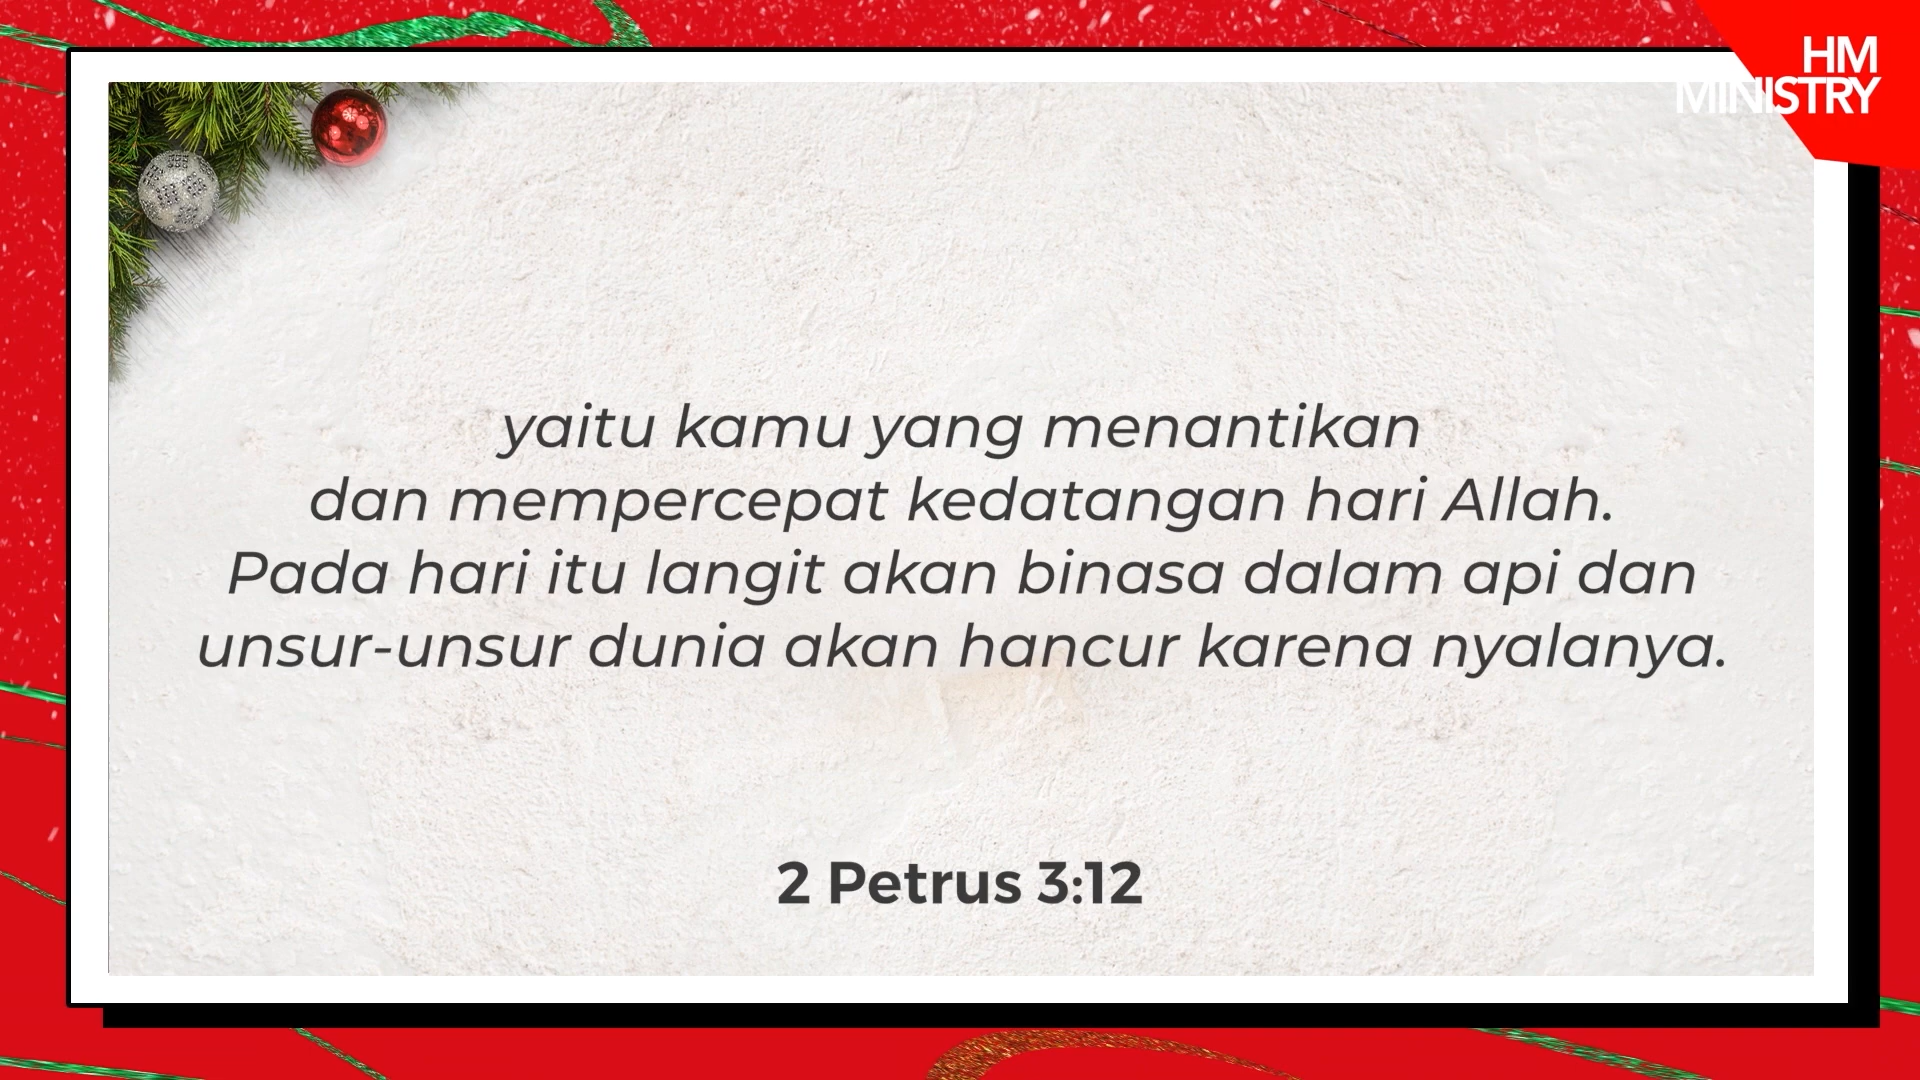 HM
MINISTRY
yaitu kamu yang menantikan
dan mempercepat kedatangan hari Allah.
Pada hari itu langit akan binasa dalam api dan
unsur-unsur dunia akan hancur karena nyalanya.
2 Petrus 3:12